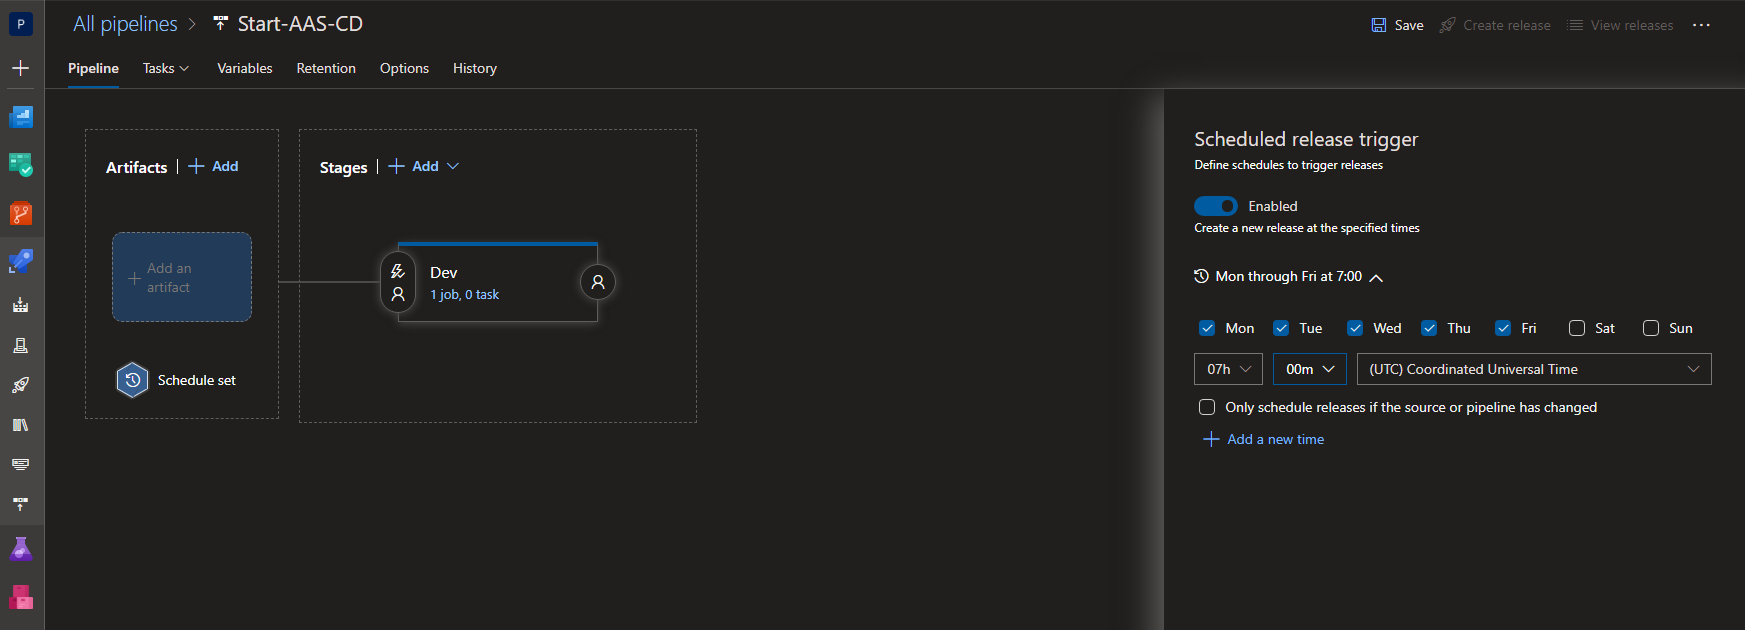 P
All pipelines > Start-AAS-CD
Save Create release View releases ...
Pipeline Tasks Variables Retention Options History
Artifacts | + Add
Stages | + Add
Add an
artifact
Dev
1 job, 0 task
Schedule set
Scheduled release trigger
Define schedules to trigger releases
Enabled
Create a new release at the specified times
Mon through Fri at 7:00
Mon Tue Wed Thu Fri Sat Sun
07h 00m (UTC) Coordinated Universal Time
Only schedule releases if the source or pipeline has changed
+ Add a new time